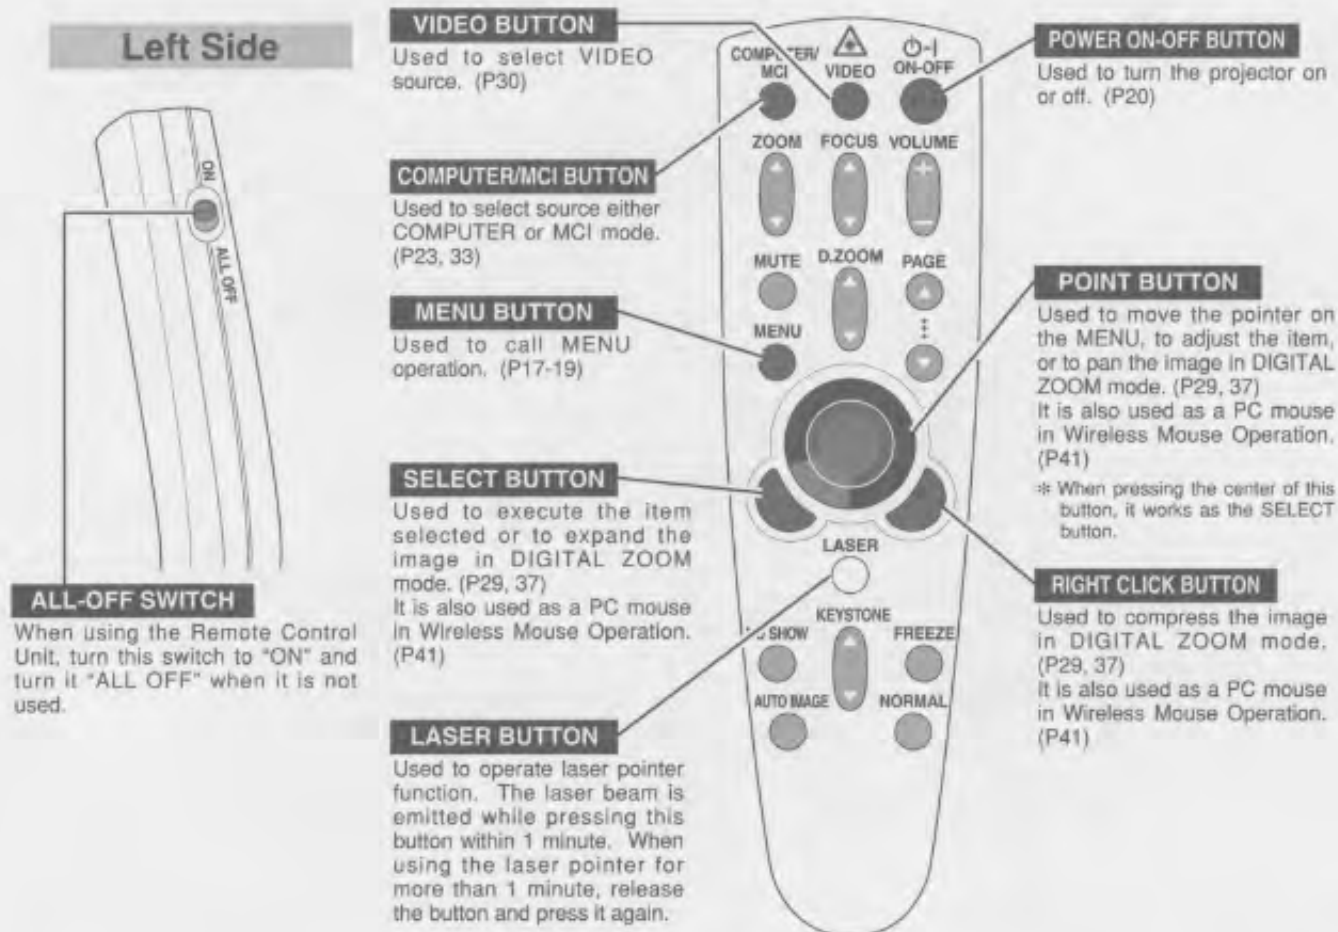 Left Side
ON
ALL OFF
ALL-OFF SWITCH
When using the Remote Control
Unit, turn this switch to "ON" and
turn it "ALL OFF" when it is not
used.
VIDEO BUTTON
Used to select VIDEO
source. (P30)
COMPUTER/MCI BUTTON
Used to select source either
COMPUTER or MCI mode.
(P23, 33)
MENU BUTTON
Used to call MENU
operation. (P17-19)
SELECT BUTTON
Used to execute the item
selected or to expand the
image in DIGITAL ZOOM
mode. (P29, 37)
It is also used as a PC mouse
in Wireless Mouse Operation.
(P41)
LASER BUTTON
Used to operate laser pointer
function. The laser beam is
emitted while pressing this
button within 1 minute. When
using the laser pointer for
more than 1 minute, release
the button and press it again.
MCI
VIDEO
ON-OFF
ZOOM
FOCUS
VOLUME
MUTE
D.ZOOM
PAGE
MENU
LASER
KEYSTONE
SHOW
FREEZE
AUTO IMAGE
NORMAL
POWER ON-OFF BUTTON
Used to turn the projector on
or off. (P20)
POINT BUTTON
Used to move the pointer on
the MENU, to adjust the item,
or to pan the image in DIGITAL
ZOOM mode. (P29, 37)
It is also used as a PC mouse
in Wireless Mouse Operation.
(P41)
✻ When pressing the center of this
button, it works as the SELECT
button.
RIGHT CLICK BUTTON
Used to compress the image
in DIGITAL ZOOM mode.
(P29, 37)
It is also used as a PC mouse
in Wireless Mouse Operation.
(P41)